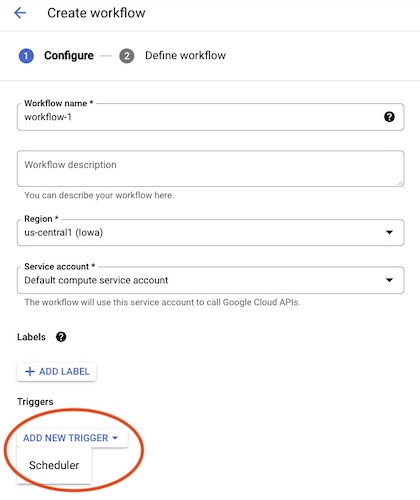 Create workflow
1 Configure — 2 Define workflow
Workflow name *
workflow-1
Workflow description
You can describe your workflow here.
Region *
us-central1 (Iowa)
Service account *
Default compute service account
The workflow will use this service account to call Google Cloud APIs.
Labels ?
+ ADD LABEL
Triggers
ADD NEW TRIGGER
Scheduler